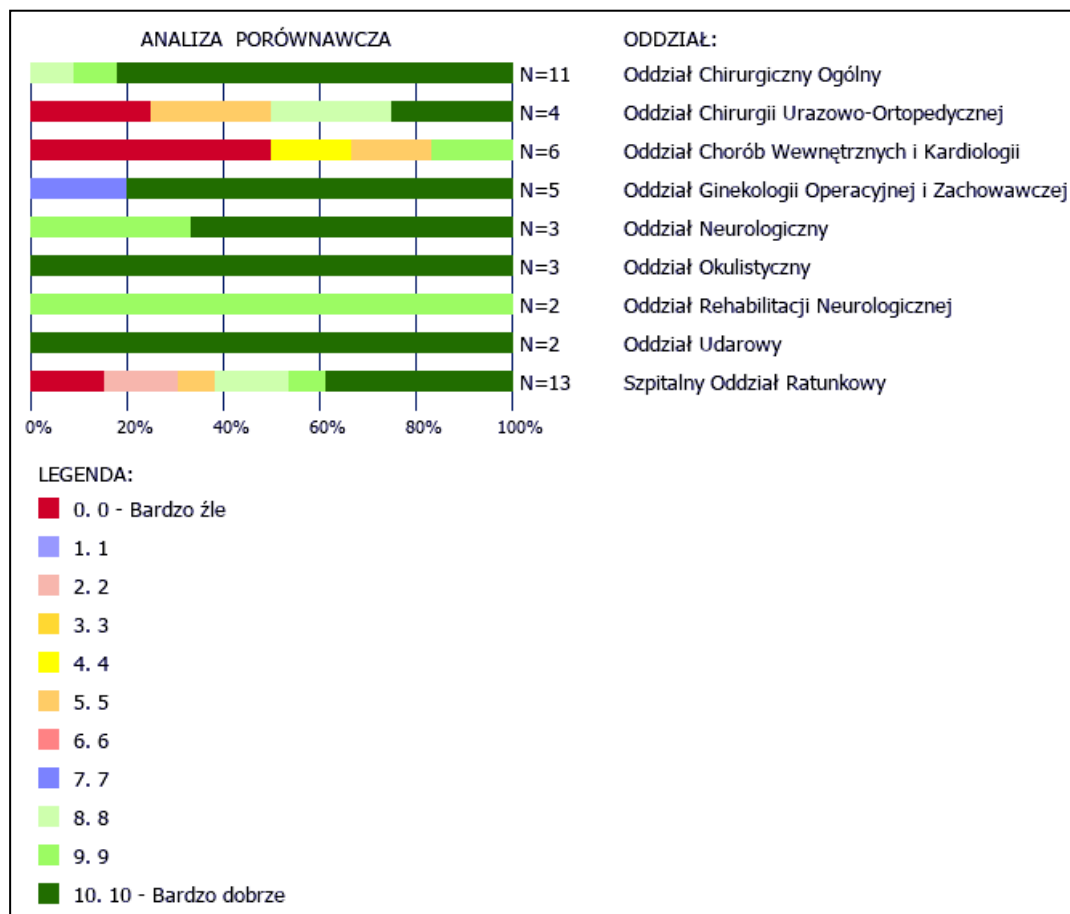 ANALIZA PORÓWNAWCZA ODDZIAŁ:
N=11 Oddział Chirurgiczny Ogólny
N=4 Oddział Chirurgii Urazowo-Ortopedycznej
N=6 Oddział Chorób Wewnętrznych i Kardiologii
N=5 Oddział Ginekologii Operacyjnej i Zachowawczej
N=3 Oddział Neurologiczny
N=3 Oddział Okulistyczny
N=2 Oddział Rehabilitacji Neurologicznej
N=2 Oddział Udarowy
N=13 Szpitalny Oddział Ratunkowy
0% 20% 40% 60% 80% 100%
LEGENDA:
0. 0 - Bardzo źle
1. 1
2. 2
3. 3
4. 4
5. 5
6. 6
7. 7
8. 8
9. 9
10. 10 - Bardzo dobrze